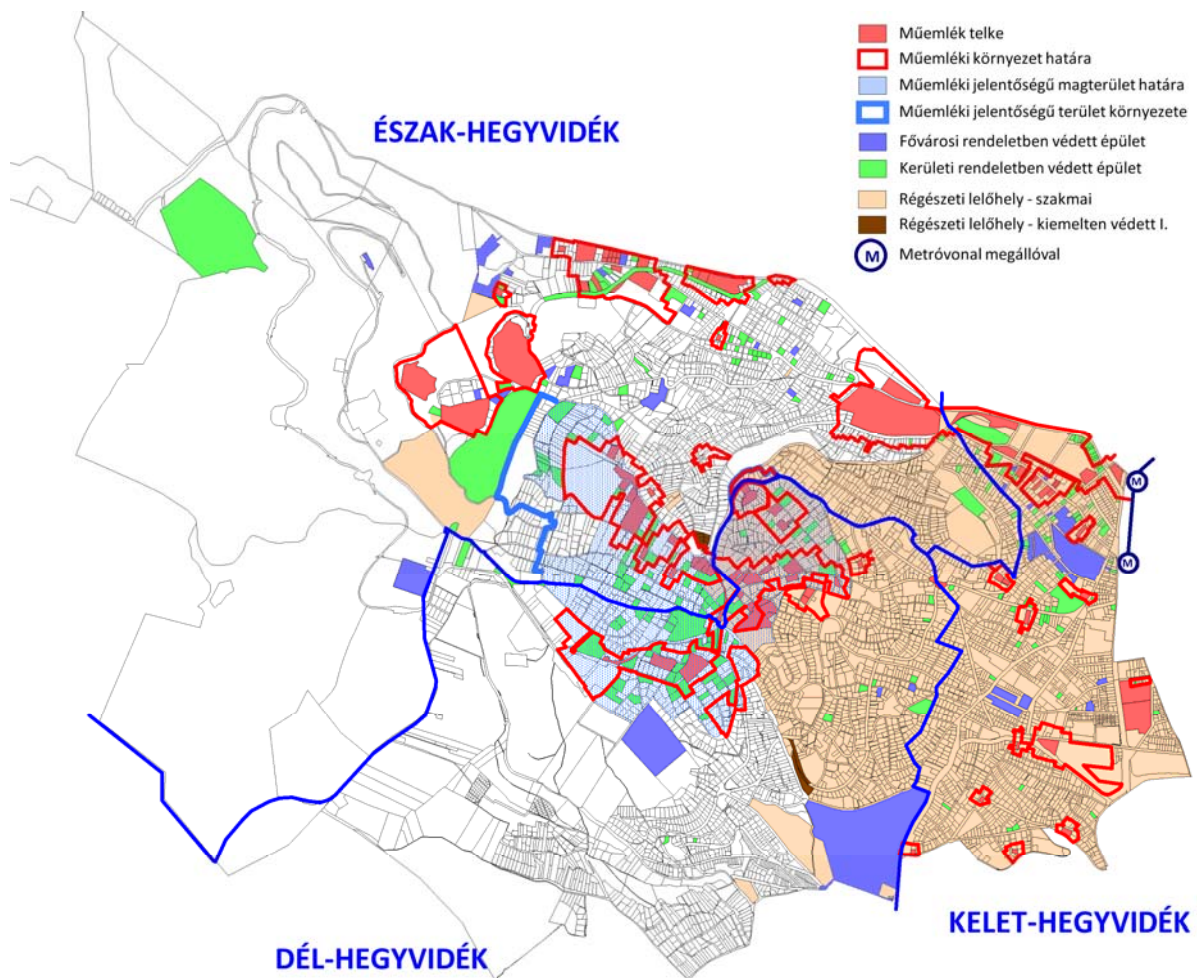 Műemlék telke
Műemléki környezet határa
Műemléki jelentőségű magterület határa
Műemléki jelentőségű terület környezete
Fővárosi rendeletben védett épület
Kerületi rendeletben védett épület
Régészeti lelőhely - szakmai
Régészeti lelőhely - kiemelten védett I.
M Metróvonal megállóval
ÉSZAK-HEGYVIDÉK
M
M
KELET-HEGYVIDÉK
DÉL-HEGYVIDÉK